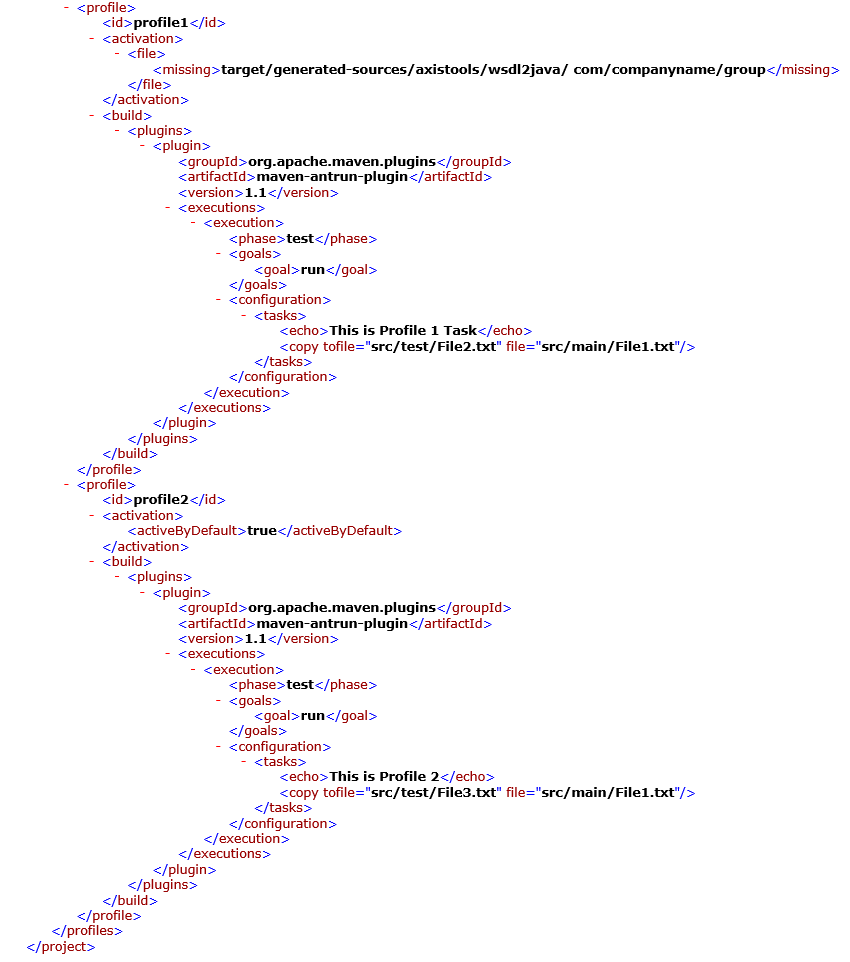 - <profile>
<id>profile1</id>
- <activation>
- <file>
<missing>target/generated-sources/axistools/wsdl2java/ com/companyname/group</missing>
</file>
</activation>
- <build>
- <plugins>
- <plugin>
<groupId>org.apache.maven.plugins</groupId>
<artifactId>maven-antrun-plugin</artifactId>
<version>1.1</version>
- <executions>
- <execution>
<phase>test</phase>
- <goals>
<goal>run</goal>
</goals>
- <configuration>
- <tasks>
<echo>This is Profile 1 Task</echo>
<copy tofile="src/test/File2.txt" file="src/main/File1.txt"/>
</tasks>
</configuration>
</execution>
</executions>
</plugin>
</plugins>
</build>
</profile>
- <profile>
<id>profile2</id>
- <activation>
<activeByDefault>true</activeByDefault>
</activation>
- <build>
- <plugins>
- <plugin>
<groupId>org.apache.maven.plugins</groupId>
<artifactId>maven-antrun-plugin</artifactId>
<version>1.1</version>
- <executions>
- <execution>
<phase>test</phase>
- <goals>
<goal>run</goal>
</goals>
- <configuration>
- <tasks>
<echo>This is Profile 2</echo>
<copy tofile="src/test/File3.txt" file="src/main/File1.txt"/>
</tasks>
</configuration>
</execution>
</executions>
</plugin>
</plugins>
</build>
</profile>
</profiles>
</project>